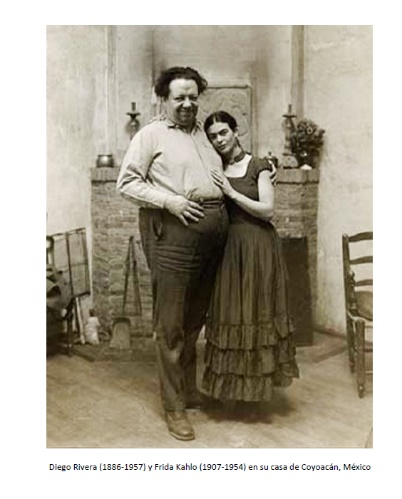 Diego Rivera (1886-1957) y Frida Kahlo (1907-1954) en su casa de Coyoacán, México